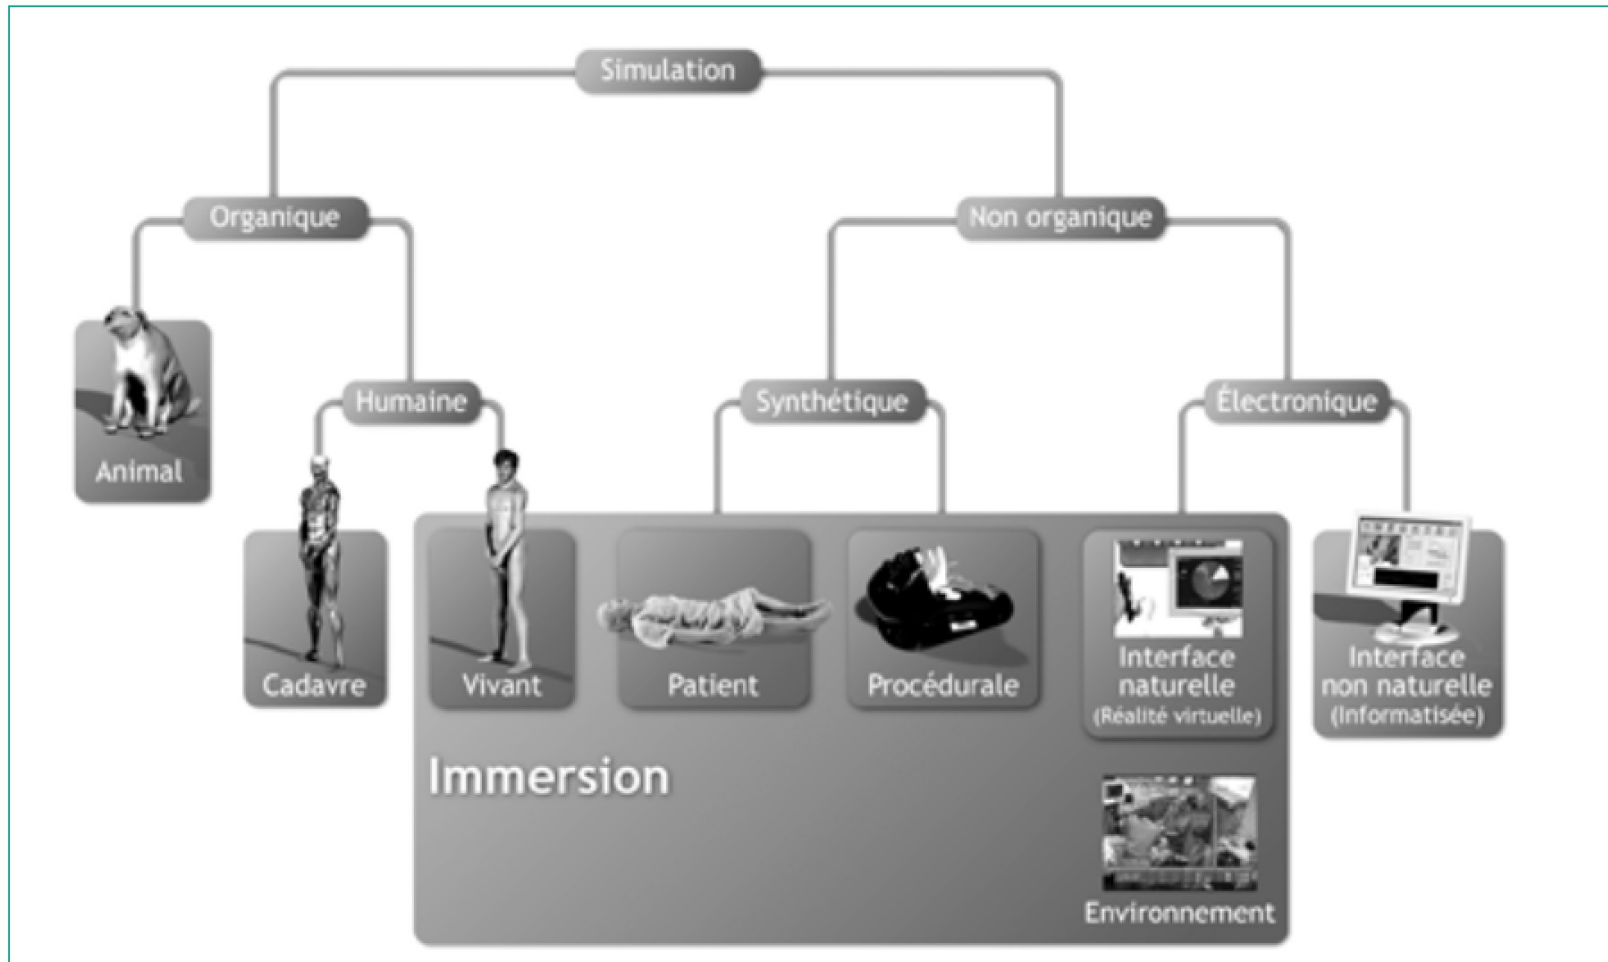 Simulation
Organique
Non organique
Animal
Humaine
Synthétique
Électronique
Cadavre
Vivant
Patient
Procédurale
Interface
naturelle
(Réalité virtuelle)
Interface
non naturelle
(Informatisée)
Immersion
Environnement